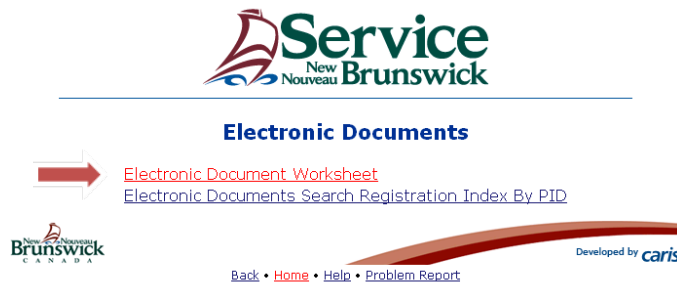 Service
New
Nouveau Brunswick
Electronic Documents
Electronic Document Worksheet
Electronic Documents Search Registration Index By PID
New Nouveau
Brunswick
CANADA
Developed by caris
Back • Home • Help • Problem Report